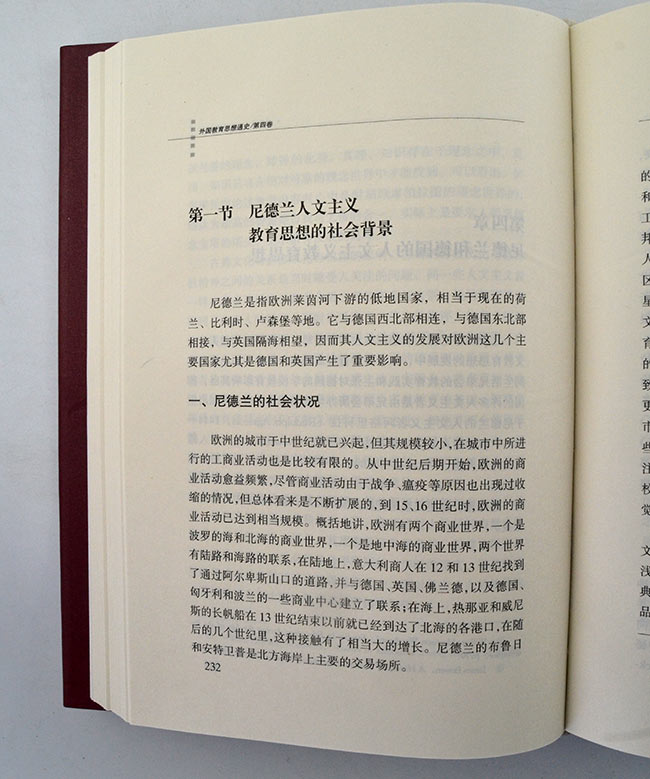 外国教育思想通史/第四卷
第一节 尼德兰人文主义
教育思想的社会背景
尼德兰是指欧洲莱茵河下游的低地国家，相当于现在的荷
兰、比利时、卢森堡等地。它与德国西北部相连，与德国东北部
相接，与英国隔海相望，因而其人文主义的发展对欧洲这几个主
要国家尤其是德国和英国产生了重要影响。
一、尼德兰的社会状况
欧洲的城市于中世纪就已兴起，但其规模较小，在城市中所进
行的工商业活动也是比较有限的。从中世纪后期开始，欧洲的商
业活动愈益频繁，尽管商业活动由于战争、瘟疫等原因也出现过收
缩的情况，但总体看来是不断扩展的，到15、16世纪时，欧洲的商
业活动已达到相当规模。概括地讲，欧洲有两个商业世界，一个是
波罗的海和北海的商业世界，一个是地中海的商业世界，两个世界
有陆路和海路的联系，在陆地上，意大利商人在12和13世纪找到
了通过阿尔卑斯山口的道路，并与德国、英国、佛兰德，以及德国、
匈牙利和波兰的一些商业中心建立了联系；在海上，热那亚和威尼
斯的长帆船在13世纪结束以前就已经到达了北海的各港口，在随
后的几个世纪里，这种接触有了相当大的增长。尼德兰的布鲁日
和安特卫普是北方海岸上主要的交易场所。
232
的
和
工
邦
人
区
星
文
育
的
到
更
市
些
注
校
觉
文
浅
典
品